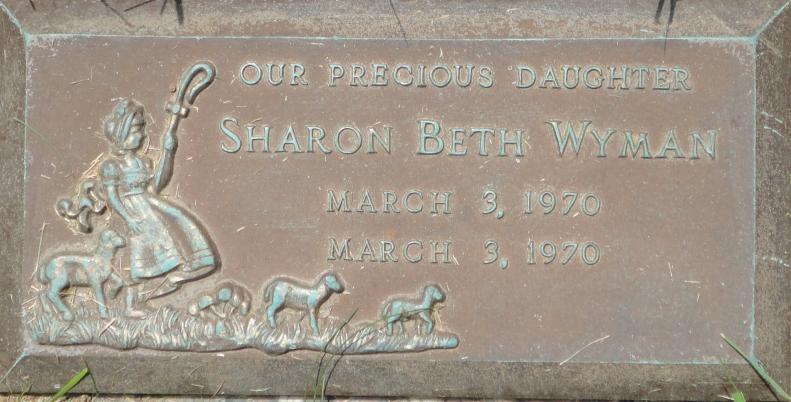 OUR PRECIOUS DAUGHTER
SHARON BETH WYMAN
MARCH 3, 1970
MARCH 3, 1970